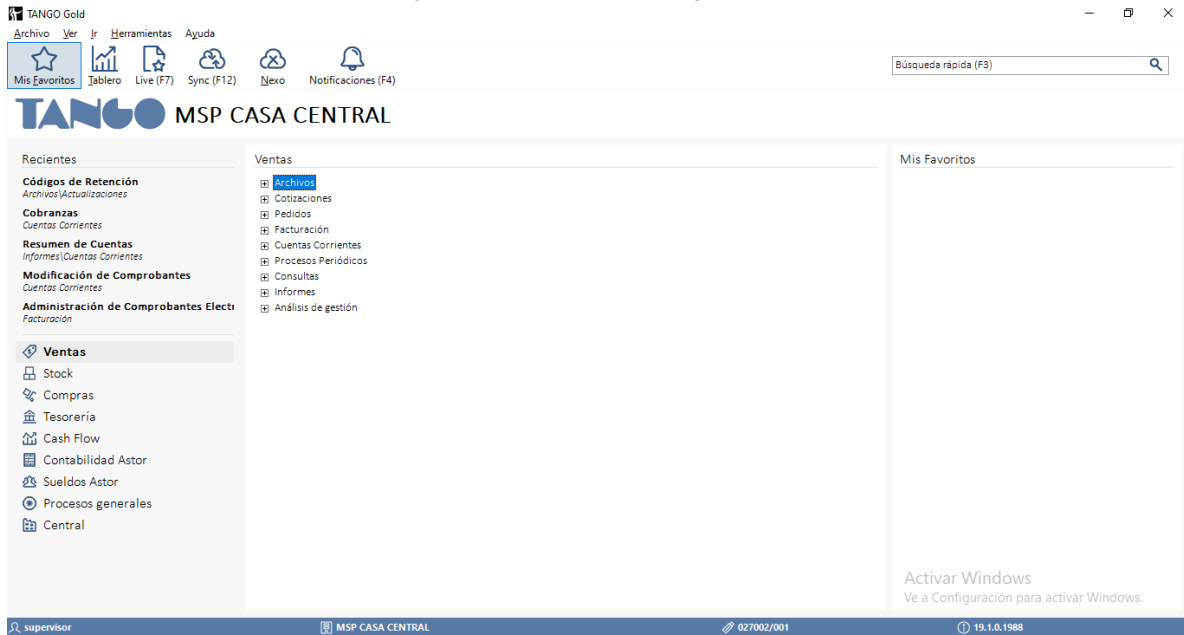 TANGO Gold
Archivo Ver Ir Herramientas Ayuda
Mis Favoritos Tablero Live (F7) Sync (F12) Nexo Notificaciones (F4)
Búsqueda rápida (F3)
TANGO MSP CASA CENTRAL
Recientes
Códigos de Retención
Archivos\Actualizaciones
Cobranzas
Cuentas Corrientes
Resumen de Cuentas
Informes\Cuentas Corrientes
Modificación de Comprobantes
Cuentas Corrientes
Administración de Comprobantes Electr
Facturación
Ventas
Stock
Compras
Tesorería
Cash Flow
Contabilidad Astor
Sueldos Astor
Procesos generales
Central
Ventas
Archivos
Cotizaciones
Pedidos
Facturación
Cuentas Corrientes
Procesos Periódicos
Consultas
Informes
Análisis de gestión
Mis Favoritos
Activar Windows
Ve a Configuración para activar Windows.
supervisor MSP CASA CENTRAL 027002/001 19.1.0.1988